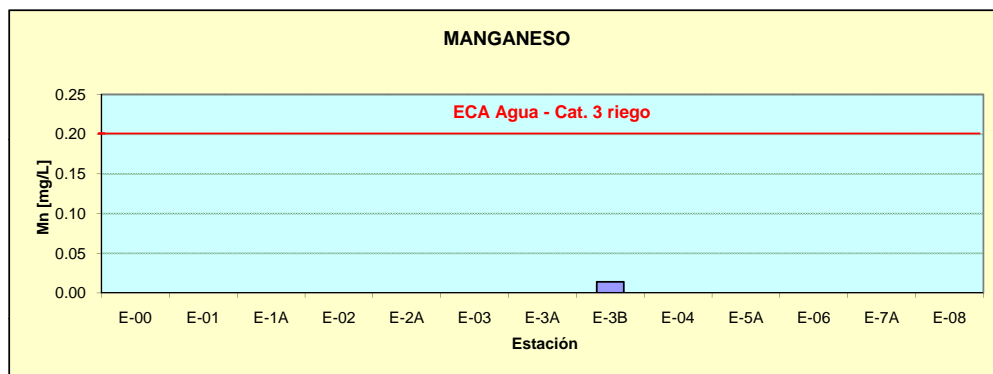 MANGANESO
ECA Agua - Cat. 3 riego
Mn [mg/L]
0.25
0.20
0.15
0.10
0.05
0.00
E-00 E-01 E-1A E-02 E-2A E-03 E-3A E-3B E-04 E-5A E-06 E-7A E-08
Estación